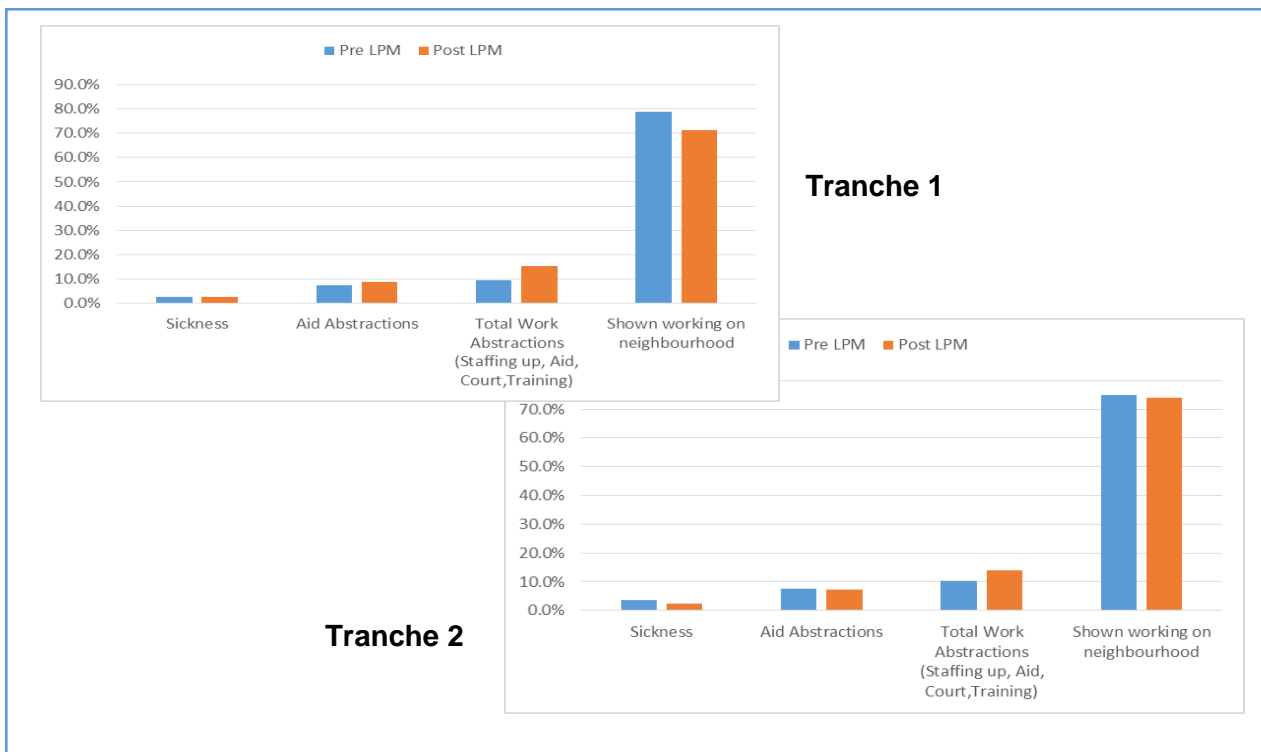 Pre LPM Post LPM
90.0%
80.0%
70.0%
60.0%
50.0%
40.0%
30.0%
20.0%
10.0%
0.0%
Sickness Aid Abstractions Total Work Shown working on
Abstractions neighbourhood
(Staffing up, Aid,
Court,Training)
Tranche 1
Pre LPM Post LPM
70.0%
60.0%
50.0%
40.0%
30.0%
20.0%
10.0%
0.0%
Sickness Aid Abstractions Total Work Shown working on
Abstractions neighbourhood
(Staffing up, Aid,
Court,Training)
Tranche 2